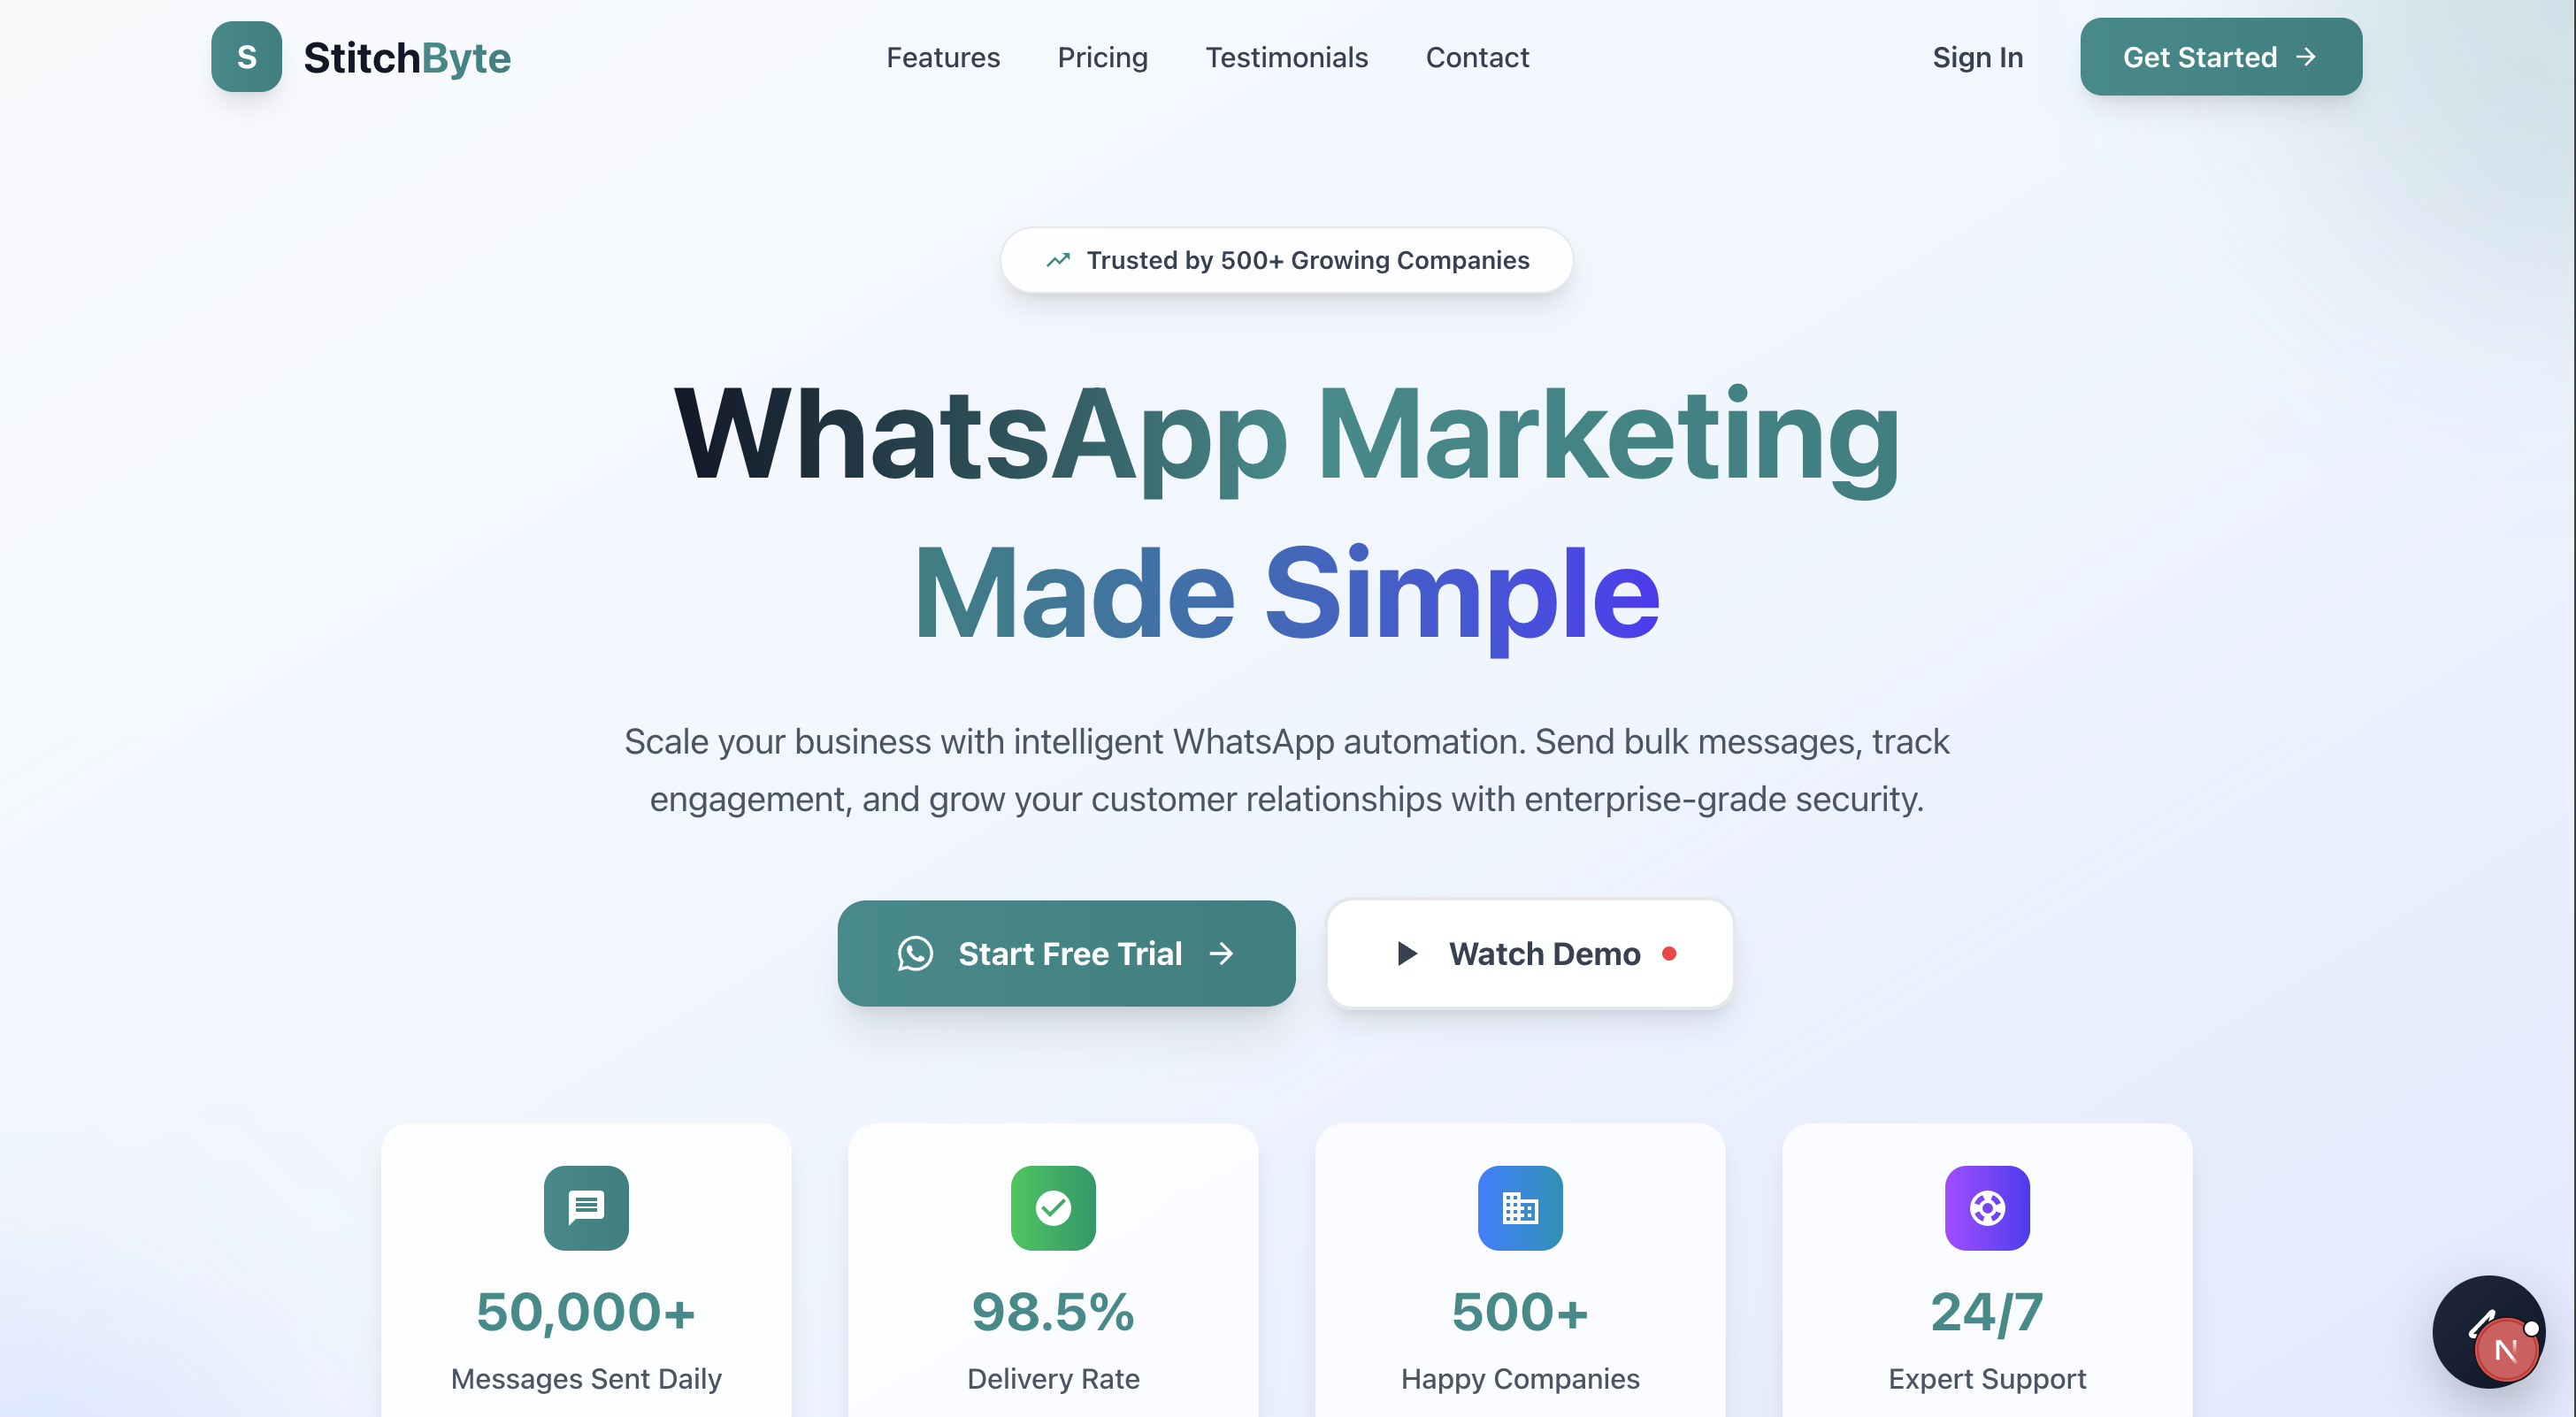 S StitchByte Features Pricing Testimonials Contact Sign In Get Started →
Trusted by 500+ Growing Companies
WhatsApp Marketing
Made Simple
Scale your business with intelligent WhatsApp automation. Send bulk messages, track
engagement, and grow your customer relationships with enterprise-grade security.
Start Free Trial → Watch Demo
50,000+ 98.5% 500+ 24/7
Messages Sent Daily Delivery Rate Happy Companies Expert Support
N